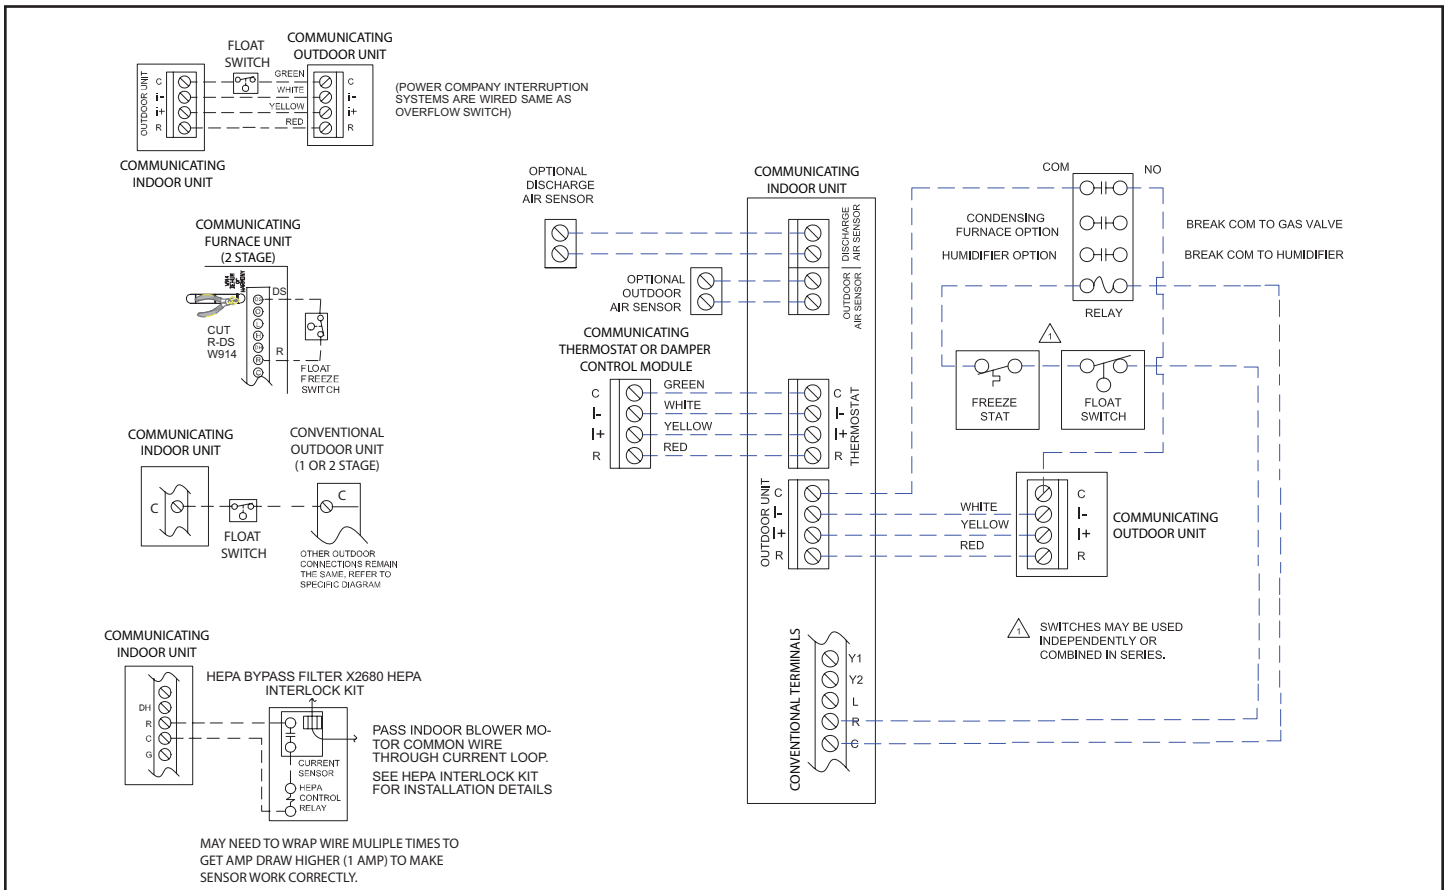 COMMUNICATING
OUTDOOR UNIT
FLOAT
SWITCH
OUTDOOR UNIT
C
i-
i+
R
GREEN
WHITE
YELLOW
RED
C
i-
i+
R
(POWER COMPANY INTERRUPTION
SYSTEMS ARE WIRED SAME AS
OVERFLOW SWITCH)
COMMUNICATING
INDOOR UNIT
COMMUNICATING
FURNACE UNIT
(2 STAGE)
DS
DS
O
L
H
DH
R
C
CUT
R-DS
W914
R
FLOAT
FREEZE
SWITCH
COMMUNICATING
INDOOR UNIT
C
FLOAT
SWITCH
CONVENTIONAL
OUTDOOR UNIT
(1 OR 2 STAGE)
C
OTHER OUTDOOR
CONNECTIONS REMAIN
THE SAME, REFER TO
SPECIFIC DIAGRAM
COMMUNICATING
INDOOR UNIT
DH
R
C
G
HEPA BYPASS FILTER X2680 HEPA
INTERLOCK KIT
CURRENT
SENSOR
HEPA
CONTROL
RELAY
PASS INDOOR BLOWER MO-
TOR COMMON WIRE
THROUGH CURRENT LOOP.
SEE HEPA INTERLOCK KIT
FOR INSTALLATION DETAILS
MAY NEED TO WRAP WIRE MULIPLE TIMES TO
GET AMP DRAW HIGHER (1 AMP) TO MAKE
SENSOR WORK CORRECTLY.
OPTIONAL
DISCHARGE
AIR SENSOR
COMMUNICATING
INDOOR UNIT
DISCHARGE
AIR SENSOR
OPTIONAL
OUTDOOR
AIR SENSOR
OUTDOOR
AIR SENSOR
COMMUNICATING
THERMOSTAT OR DAMPER
CONTROL MODULE
C
I-
I+
R
GREEN
WHITE
YELLOW
RED
C
I-
I+
R
THERMOSTAT
OUTDOOR UNIT
C
I-
I+
R
WHITE
YELLOW
RED
C
I-
I+
R
COMMUNICATING
OUTDOOR UNIT
CONVENTIONAL TERMINALS
Y1
Y2
L
R
C
COM
NO
CONDENSING
FURNACE OPTION
BREAK COM TO GAS VALVE
HUMIDIFIER OPTION
BREAK COM TO HUMIDIFIER
RELAY
1
FREEZE
STAT
FLOAT
SWITCH
1
SWITCHES MAY BE USED
INDEPENDENTLY OR
COMBINED IN SERIES.